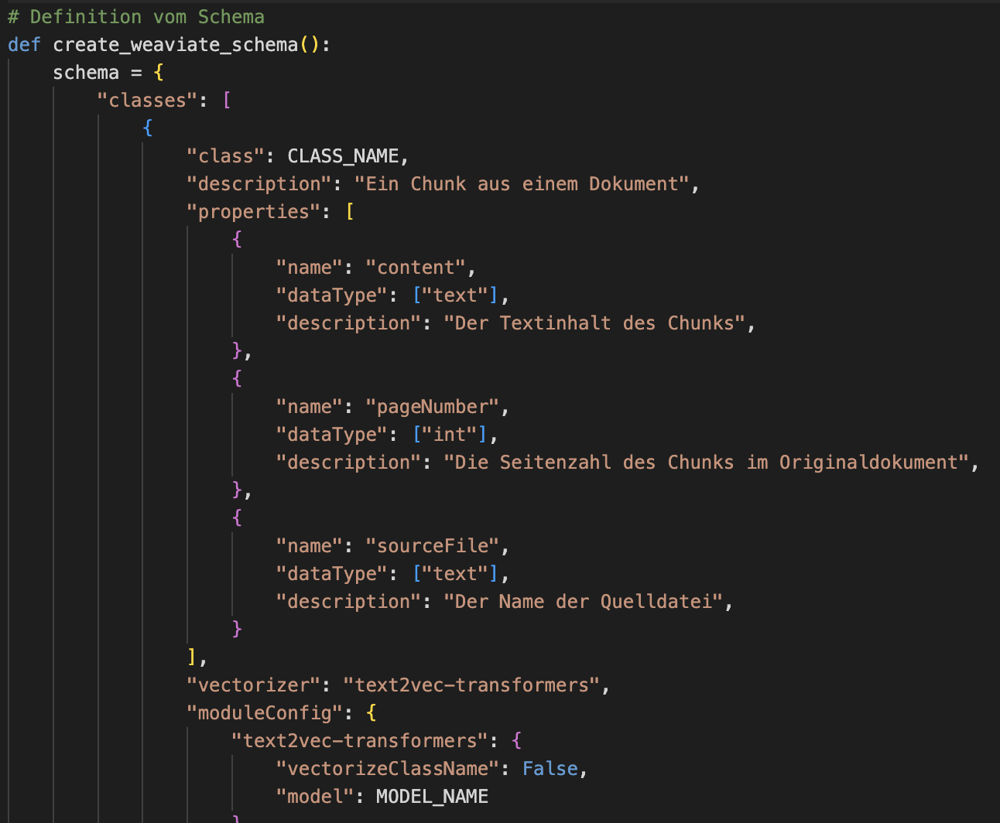 # Definition vom Schema
def create_weaviate_schema():
    schema = {
        "classes": [
            {
                "class": CLASS_NAME,
                "description": "Ein Chunk aus einem Dokument",
                "properties": [
                    {
                        "name": "content",
                        "dataType": ["text"],
                        "description": "Der Textinhalt des Chunks",
                    },
                    {
                        "name": "pageNumber",
                        "dataType": ["int"],
                        "description": "Die Seitenzahl des Chunks im Originaldokument",
                    },
                    {
                        "name": "sourceFile",
                        "dataType": ["text"],
                        "description": "Der Name der Quelldatei",
                    }
                ],
                "vectorizer": "text2vec-transformers",
                "moduleConfig": {
                    "text2vec-transformers": {
                        "vectorizeClassName": False,
                        "model": MODEL_NAME
                    }